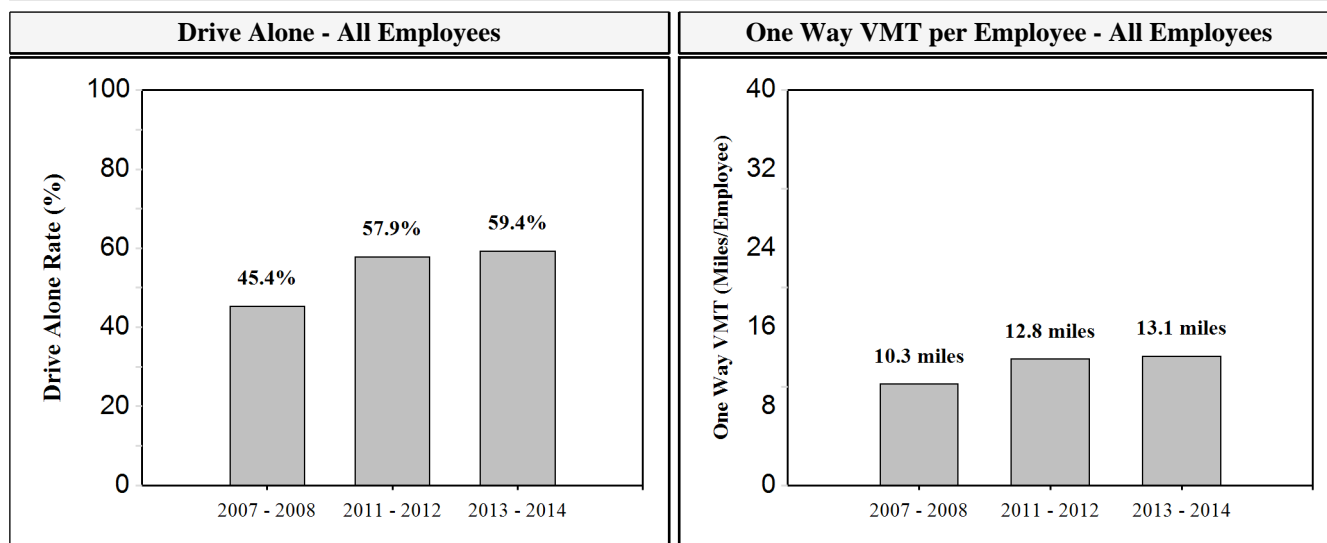 Drive Alone - All Employees
One Way VMT per Employee - All Employees
Drive Alone Rate (%)
100
80
60
40
20
0
45.4%
57.9%
59.4%
2007 - 2008
2011 - 2012
2013 - 2014
One Way VMT (Miles/Employee)
40
32
24
16
8
0
10.3 miles
12.8 miles
13.1 miles
2007 - 2008
2011 - 2012
2013 - 2014